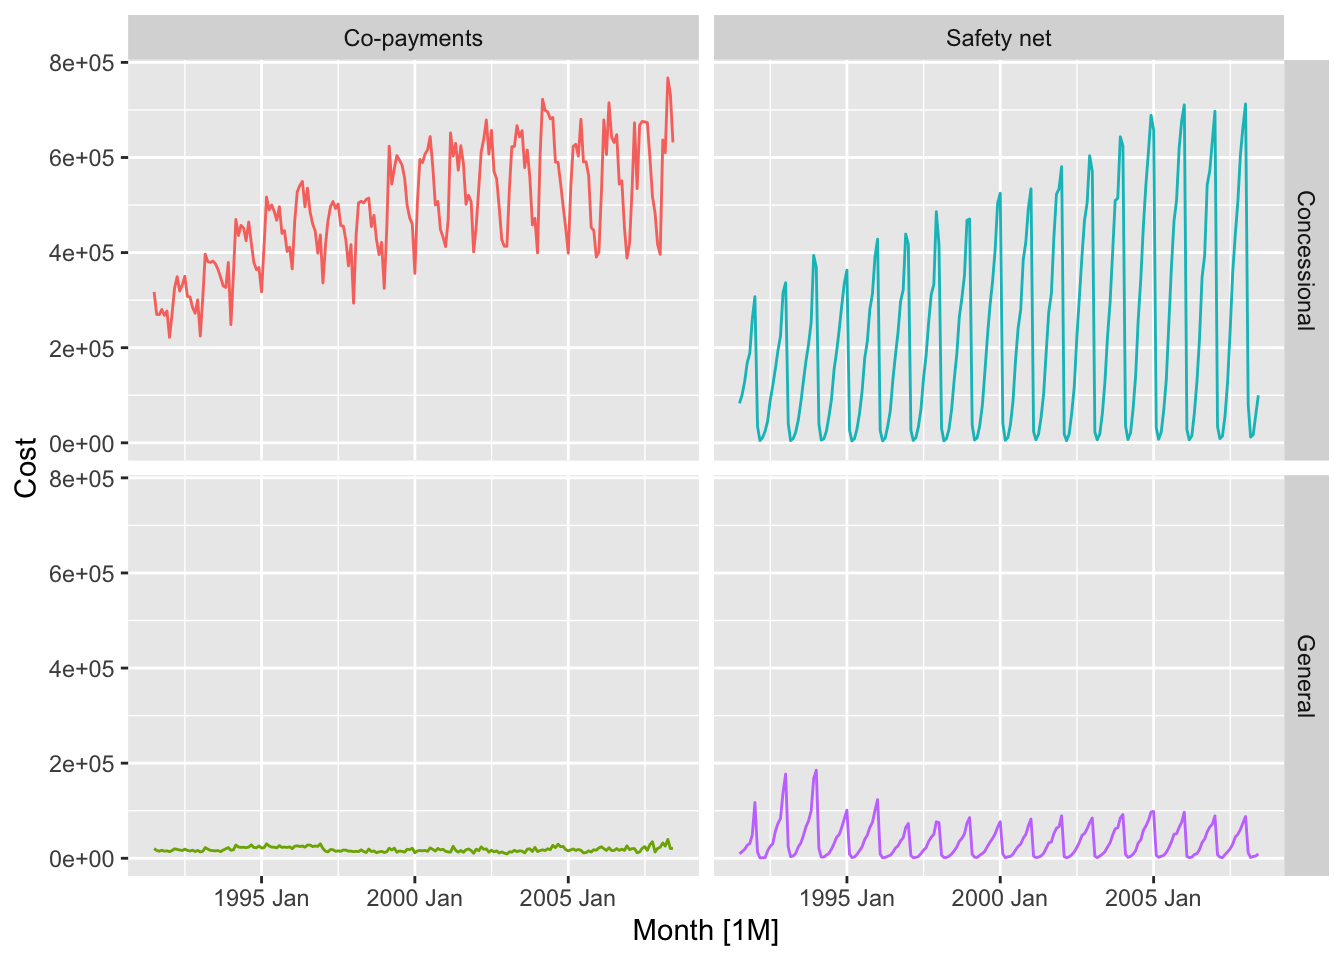 Co-payments
Safety net
8e+05
6e+05
4e+05
2e+05
0e+00
Concessional
Cost
8e+05
6e+05
4e+05
2e+05
0e+00
General
1995 Jan
2000 Jan
2005 Jan
1995 Jan
2000 Jan
2005 Jan
Month [1M]